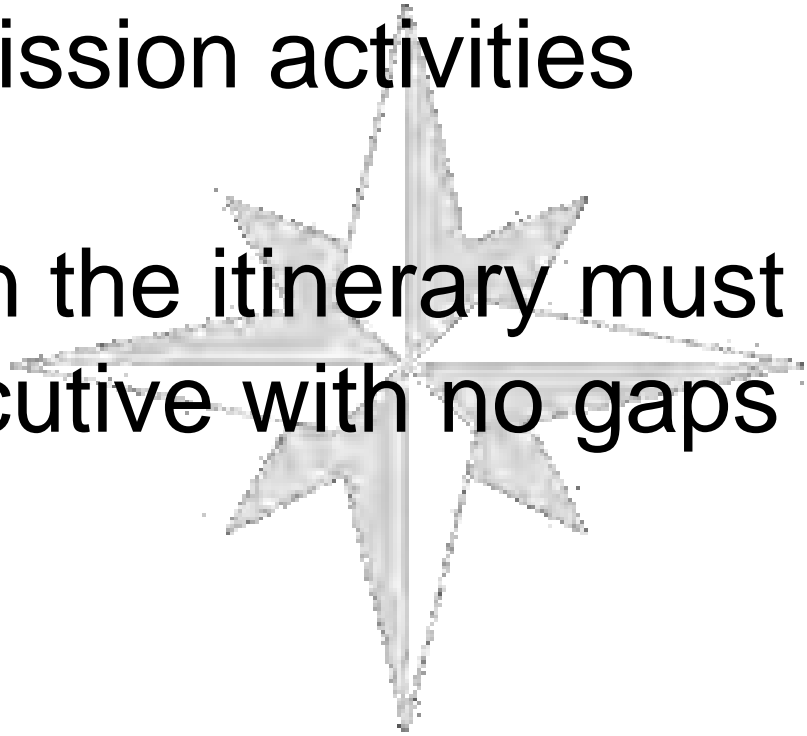 ission activities
n the itinerary must
cutive with no gaps